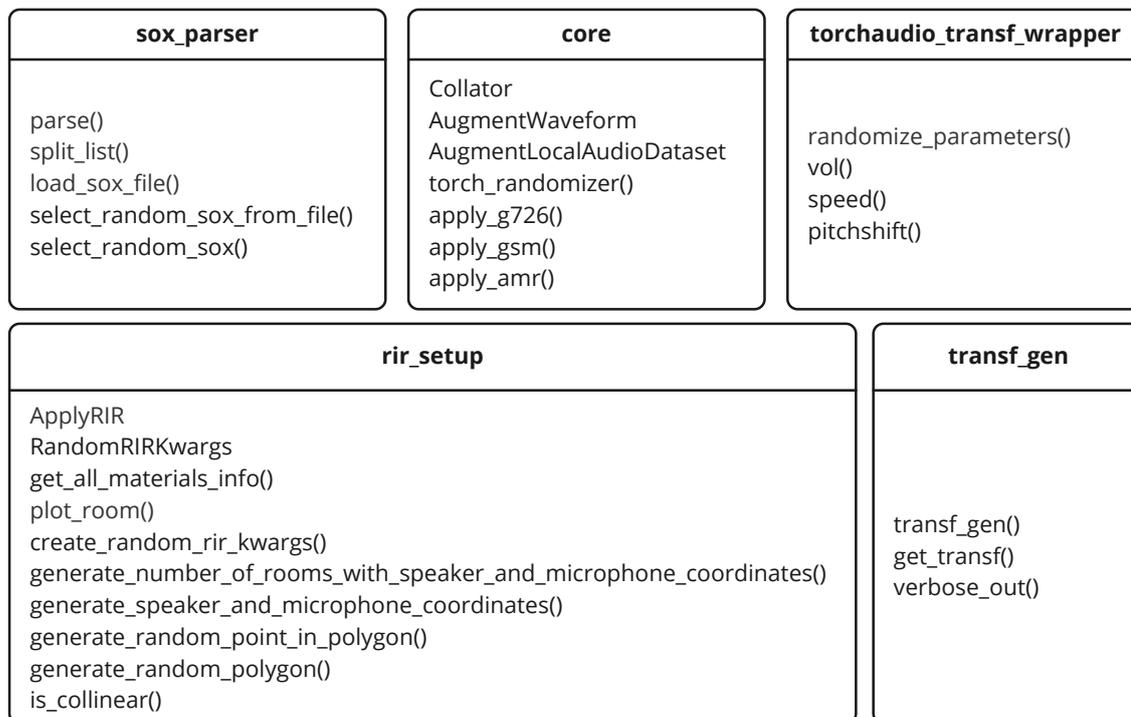 sox_parser
parse()
split_list()
load_sox_file()
select_random_sox_from_file()
select_random_sox()
core
Collator
AugmentWaveform
AugmentLocalAudioDataset
torch_randomizer()
apply_g726()
apply_gsm()
apply_amr()
torchaudio_transf_wrapper
randomize_parameters()
vol()
speed()
pitchshift()
rir_setup
ApplyRIR
RandomRIRKwargs
get_all_materials_info()
plot_room()
create_random_rir_kwargs()
generate_number_of_rooms_with_speaker_and_microphone_coordinates()
generate_speaker_and_microphone_coordinates()
generate_random_point_in_polygon()
generate_random_polygon()
is_collinear()
transf_gen
transf_gen()
get_transf()
verbose_out()